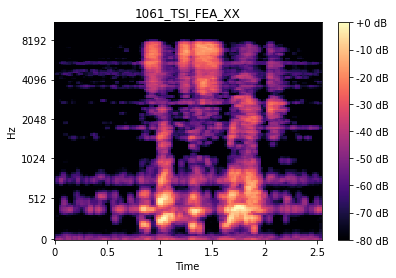 1061_TSI_FEA_XX
8192
4096
2048
1024
512
0
Hz
0
0.5
1
1.5
2
2.5
Time
+0 dB
-10 dB
-20 dB
-30 dB
-40 dB
-50 dB
-60 dB
-70 dB
-80 dB